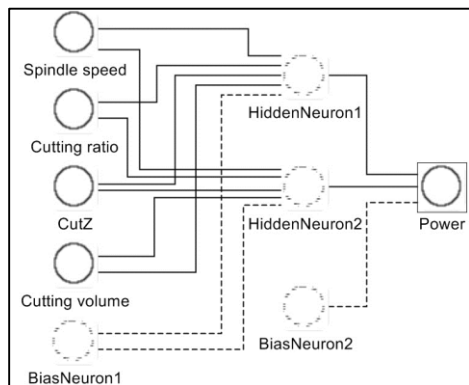 Spindle speed
HiddenNeuron1
Cutting ratio
CutZ
HiddenNeuron2
Power
Cutting volume
BiasNeuron2
BiasNeuron1